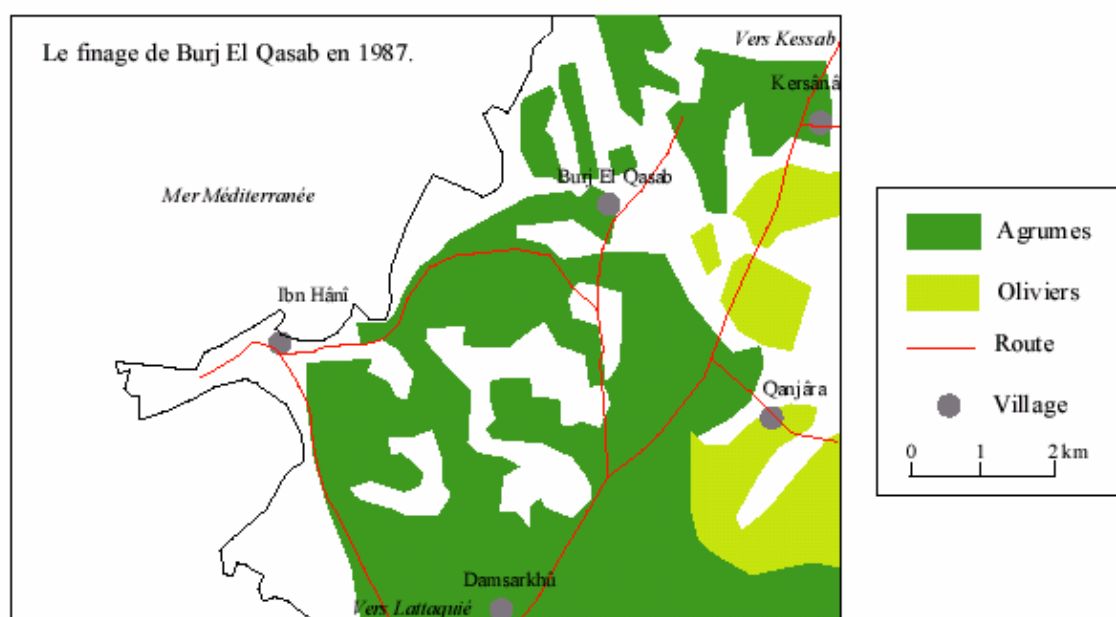 Le finage de Burj El Qasab en 1987.
Vers Kessab
Kersânâ
Burj El Qasab
Mer Méditerranée
Ibn Hânî
Qanjâra
Damsarkhû
Vers Lattaquié
Agrumes
Oliviers
Route
Village
0 1 2 km